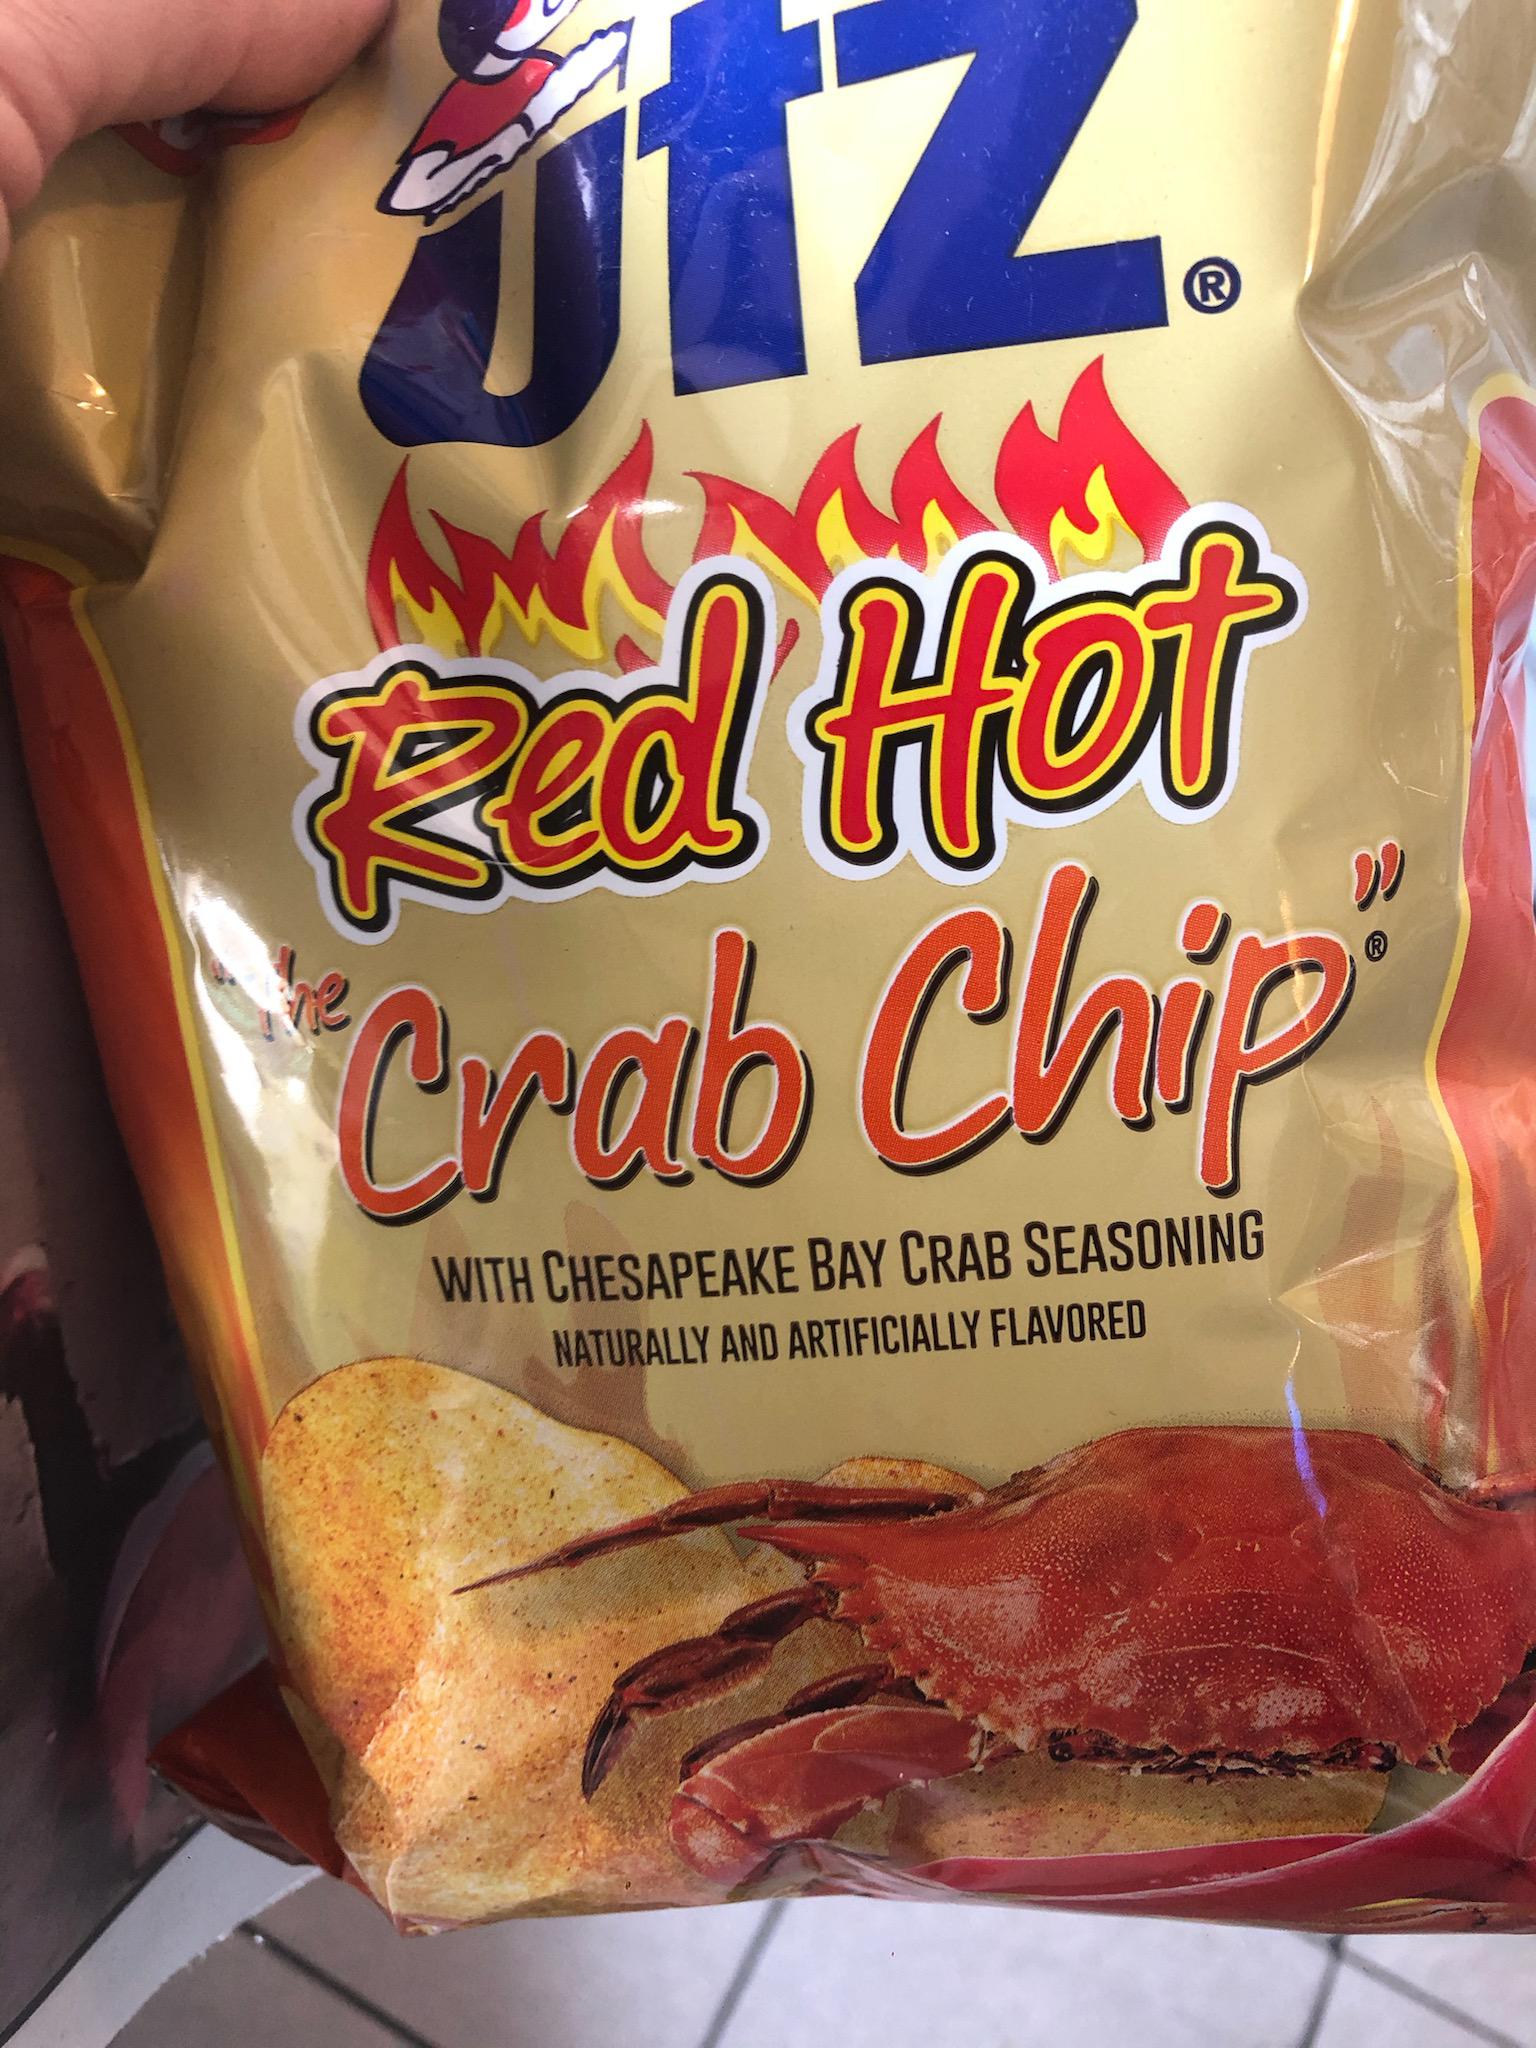 Utz®
Red Hot
"the Crab Chip"®
WITH CHESAPEAKE BAY CRAB SEASONING
NATURALLY AND ARTIFICIALLY FLAVORED